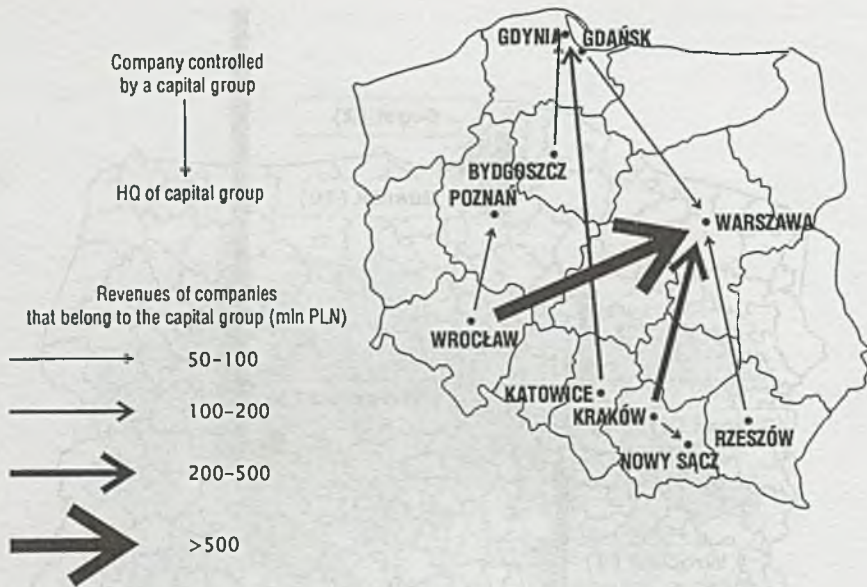 Company controlled
by a capital group
HQ of capital group
Revenues of companies
that belong to the capital group (mln PLN)
50–100
100–200
200–500
>500
GDYNIA
GDAŃSK
BYDGOSZCZ
POZNAŃ
WARSZAWA
WROCŁAW
KATOWICE
KRAKÓW
RZESZÓW
NOWY SĄCZ